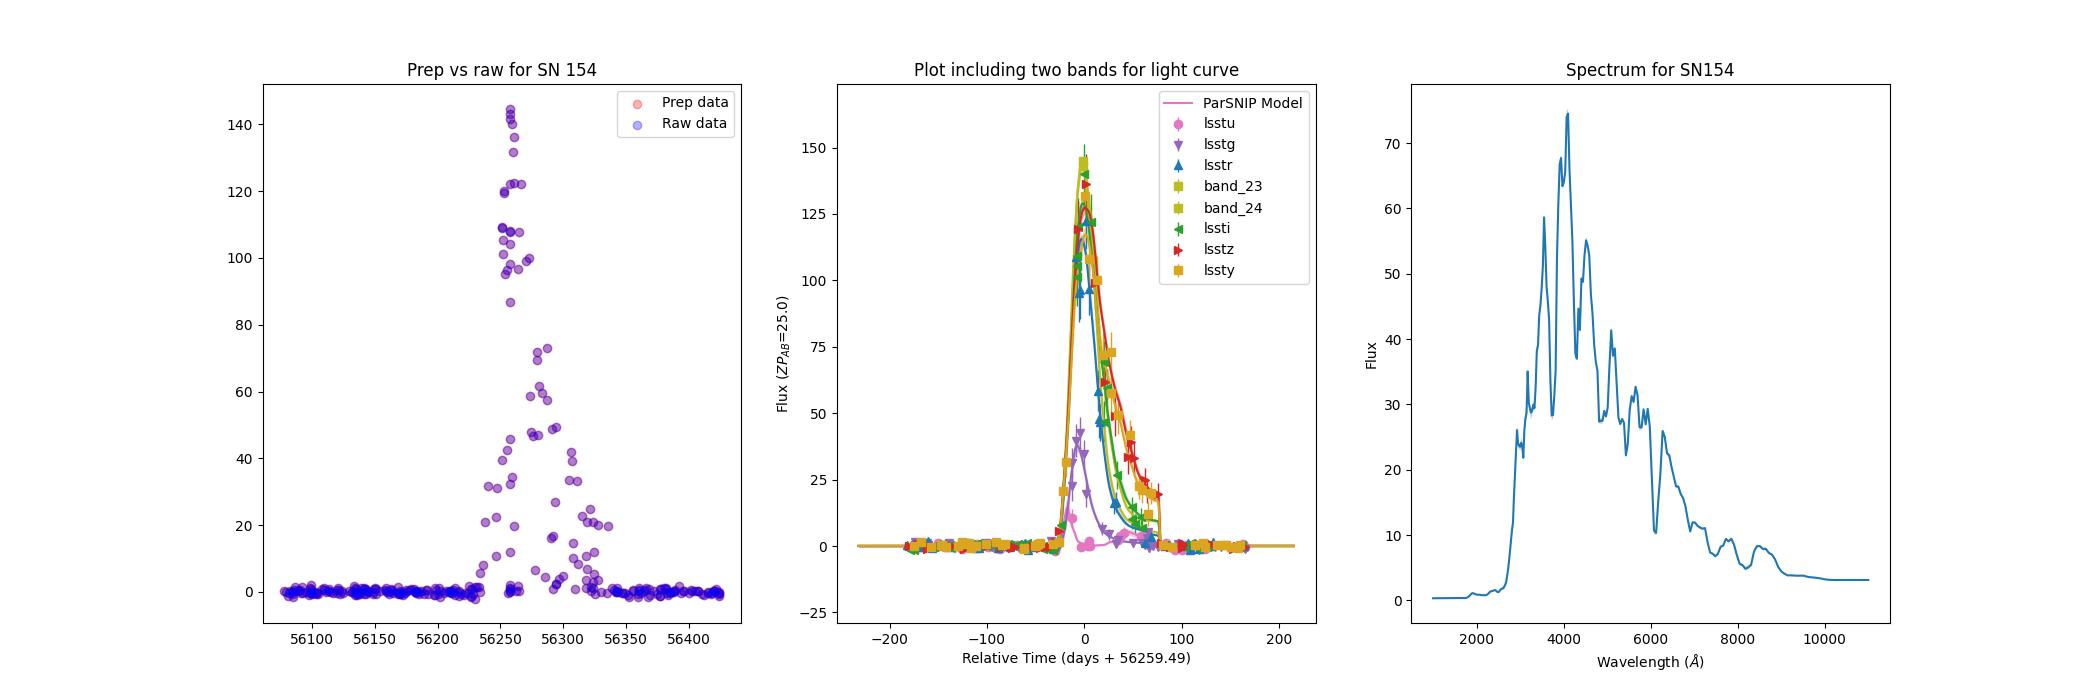 Prep vs raw for SN 154
Prep data
Raw data
140
120
100
80
60
40
20
0
56100 56150 56200 56250 56300 56350 56400
Plot including two bands for light curve
ParSNIP Model
lsstu
lsstg
lsstr
band_23
band_24
lssti
lsstz
lssty
Flux (ZP_AB=25.0)
150
125
100
75
50
25
0
−25
−200 −100 0 100 200
Relative Time (days + 56259.49)
Spectrum for SN154
Flux
70
60
50
40
30
20
10
0
2000 4000 6000 8000 10000
Wavelength (Å)